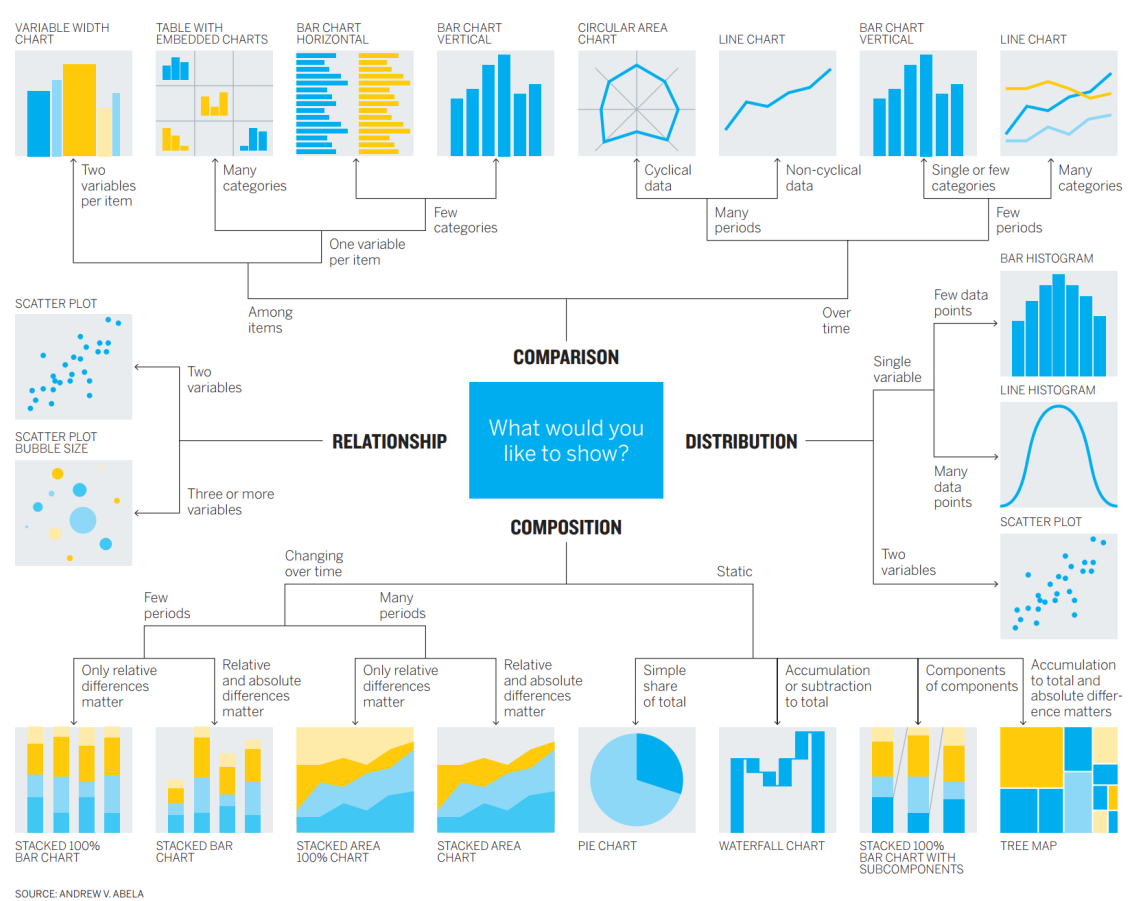 VARIABLE WIDTH
CHART
TABLE WITH
EMBEDDED CHARTS
BAR CHART
HORIZONTAL
BAR CHART
VERTICAL
CIRCULAR AREA
CHART
LINE CHART
BAR CHART
VERTICAL
LINE CHART
Two
variables
per item
Many
categories
Few
categories
One variable
per item
Cyclical
data
Non-cyclical
data
Many
periods
Single or few
categories
Many
categories
Few
periods
Among
items
Over
time
COMPARISON
SCATTER PLOT
Two
variables
SCATTER PLOT
BUBBLE SIZE
Three or more
variables
RELATIONSHIP
What would you
like to show?
DISTRIBUTION
Single
variable
BAR HISTOGRAM
Few data
points
LINE HISTOGRAM
Many
data
points
SCATTER PLOT
Two
variables
COMPOSITION
Changing
over time
Static
Few
periods
Many
periods
Only relative
differences
matter
Relative
and absolute
differences
matter
Only relative
differences
matter
Relative
and absolute
differences
matter
Simple
share
of total
Accumulation
or subtraction
to total
Components
of components
Accumulation
to total and
absolute differ-
ence matters
STACKED 100%
BAR CHART
STACKED BAR
CHART
STACKED AREA
100% CHART
STACKED AREA
CHART
PIE CHART
WATERFALL CHART
STACKED 100%
BAR CHART WITH
SUBCOMPONENTS
TREE MAP
SOURCE: ANDREW V. ABELA